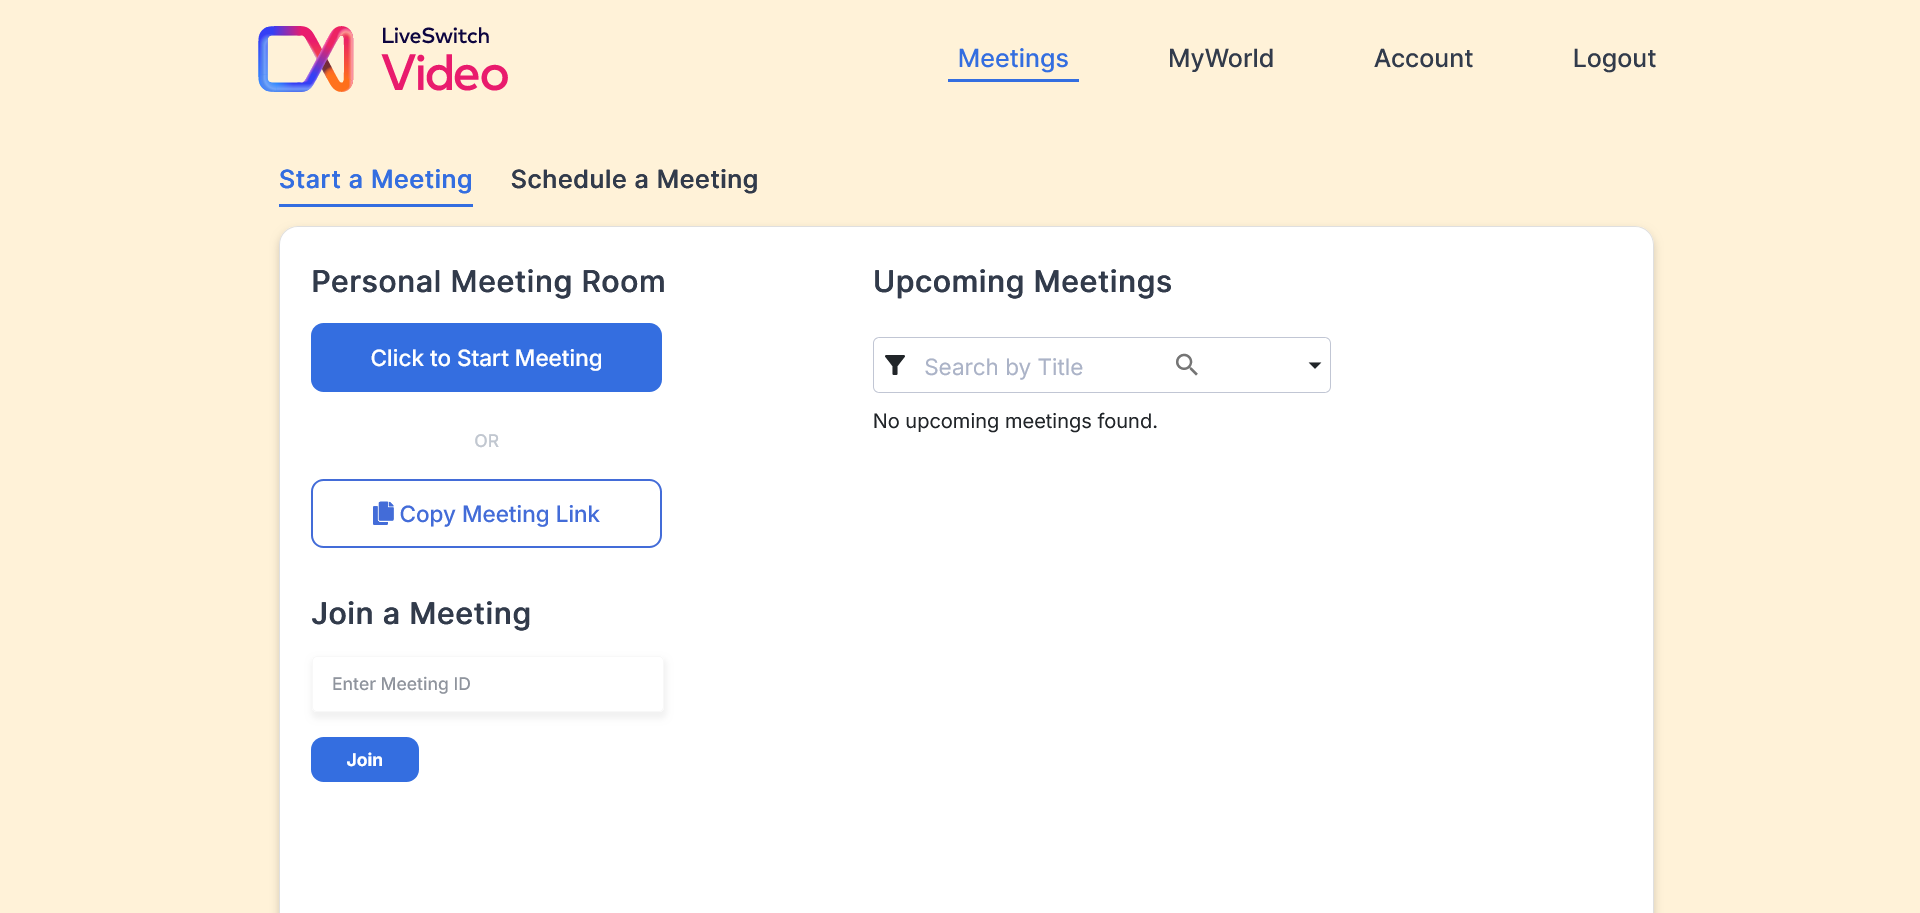 LiveSwitch
Video
Meetings
MyWorld
Account
Logout
Start a Meeting
Schedule a Meeting
Personal Meeting Room
Click to Start Meeting
OR
Copy Meeting Link
Join a Meeting
Enter Meeting ID
Join
Upcoming Meetings
Search by Title
No upcoming meetings found.